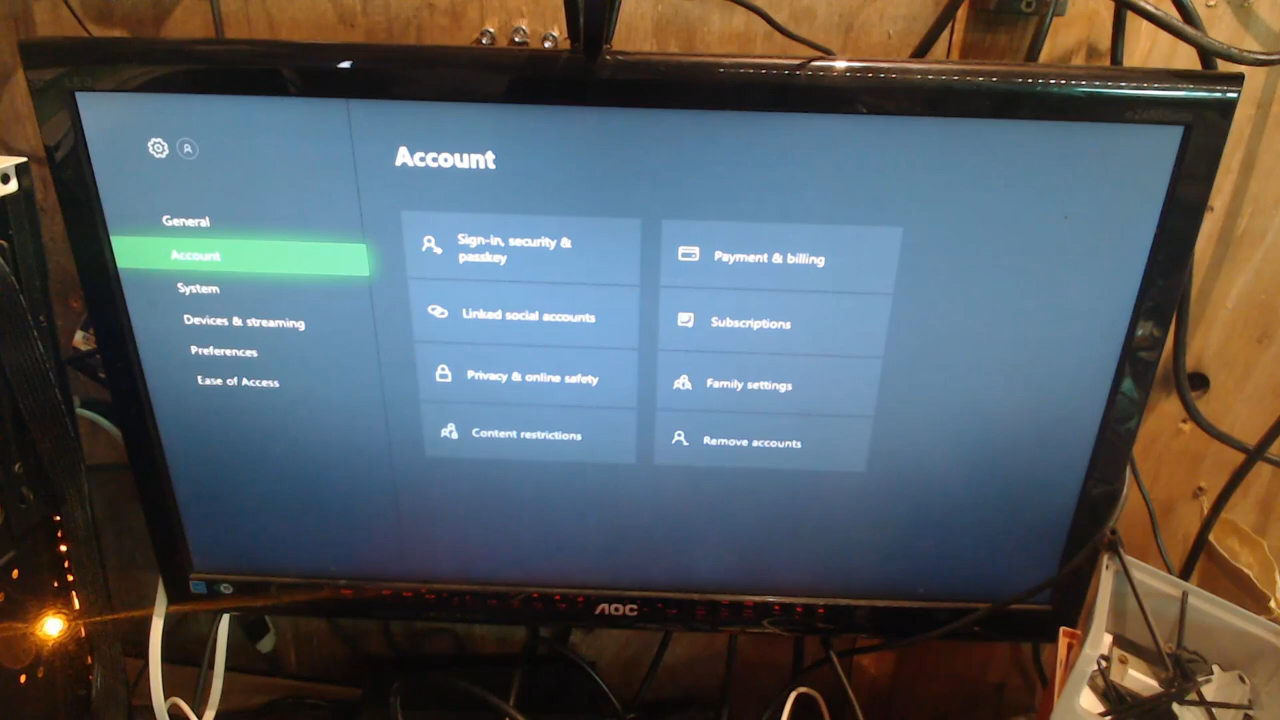 Account
General
Account
System
Devices & streaming
Preferences
Ease of Access
Sign-in, security &
passkey
Linked social accounts
Privacy & online safety
Content restrictions
Payment & billing
Subscriptions
Family settings
Remove accounts
AOC